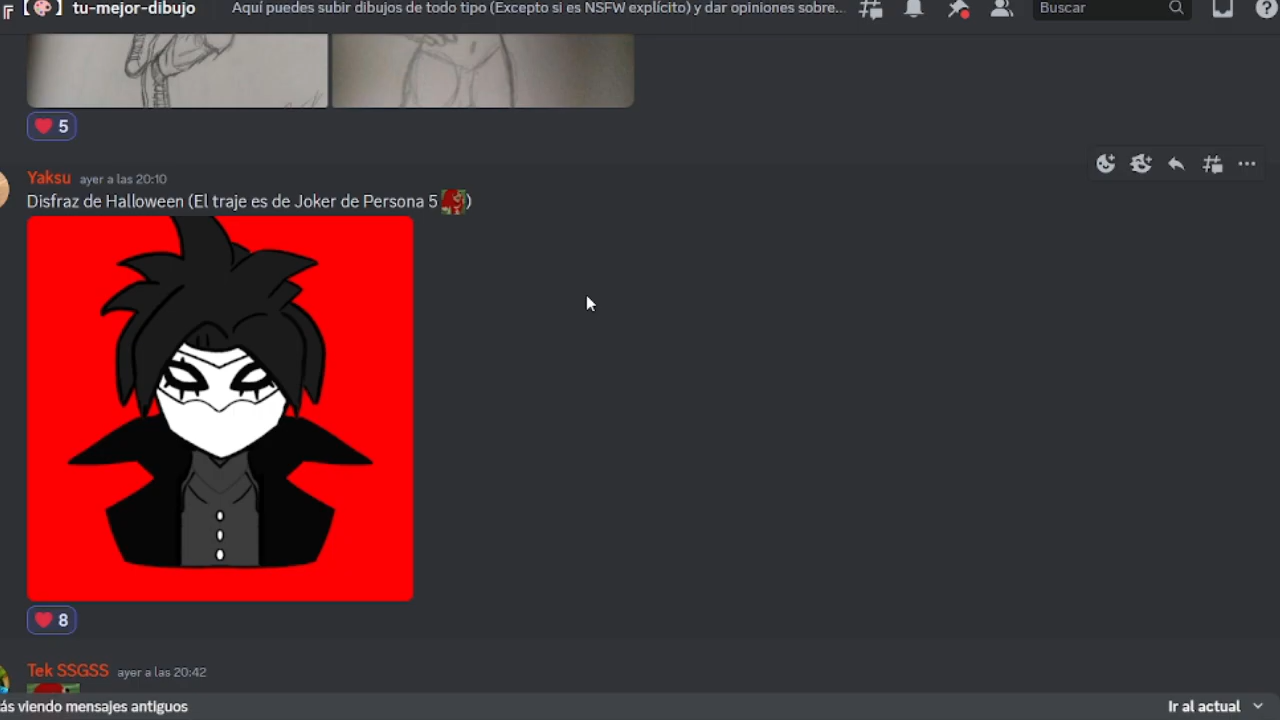 tu-mejor-dibujo
Aquí puedes subir dibujos de todo tipo (Excepto si es NSFW explícito) y dar opiniones sobre...
Buscar
5
Yaksu ayer a las 20:10
Disfraz de Halloween (El traje es de Joker de Persona 5 )
8
Tek SSGSS ayer a las 20:42
ás viendo mensajes antiguos
Ir al actual